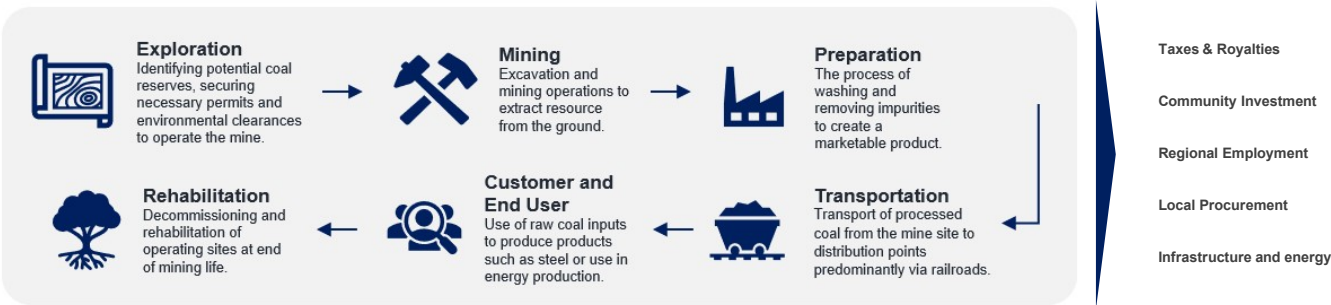 Exploration
Identifying potential coal
reserves, securing
necessary permits and
environmental clearances
to operate the mine.
Mining
Excavation and
mining operations to
extract resource
from the ground.
Preparation
The process of
washing and
removing impurities
to create a
marketable product.
Transportation
Transport of processed
coal from the mine site to
distribution points
predominantly via railroads.
Customer and
End User
Use of raw coal inputs
to produce products
such as steel or use in
energy production.
Rehabilitation
Decommissioning and
rehabilitation of
operating sites at end
of mining life.
Taxes & Royalties
Community Investment
Regional Employment
Local Procurement
Infrastructure and energy